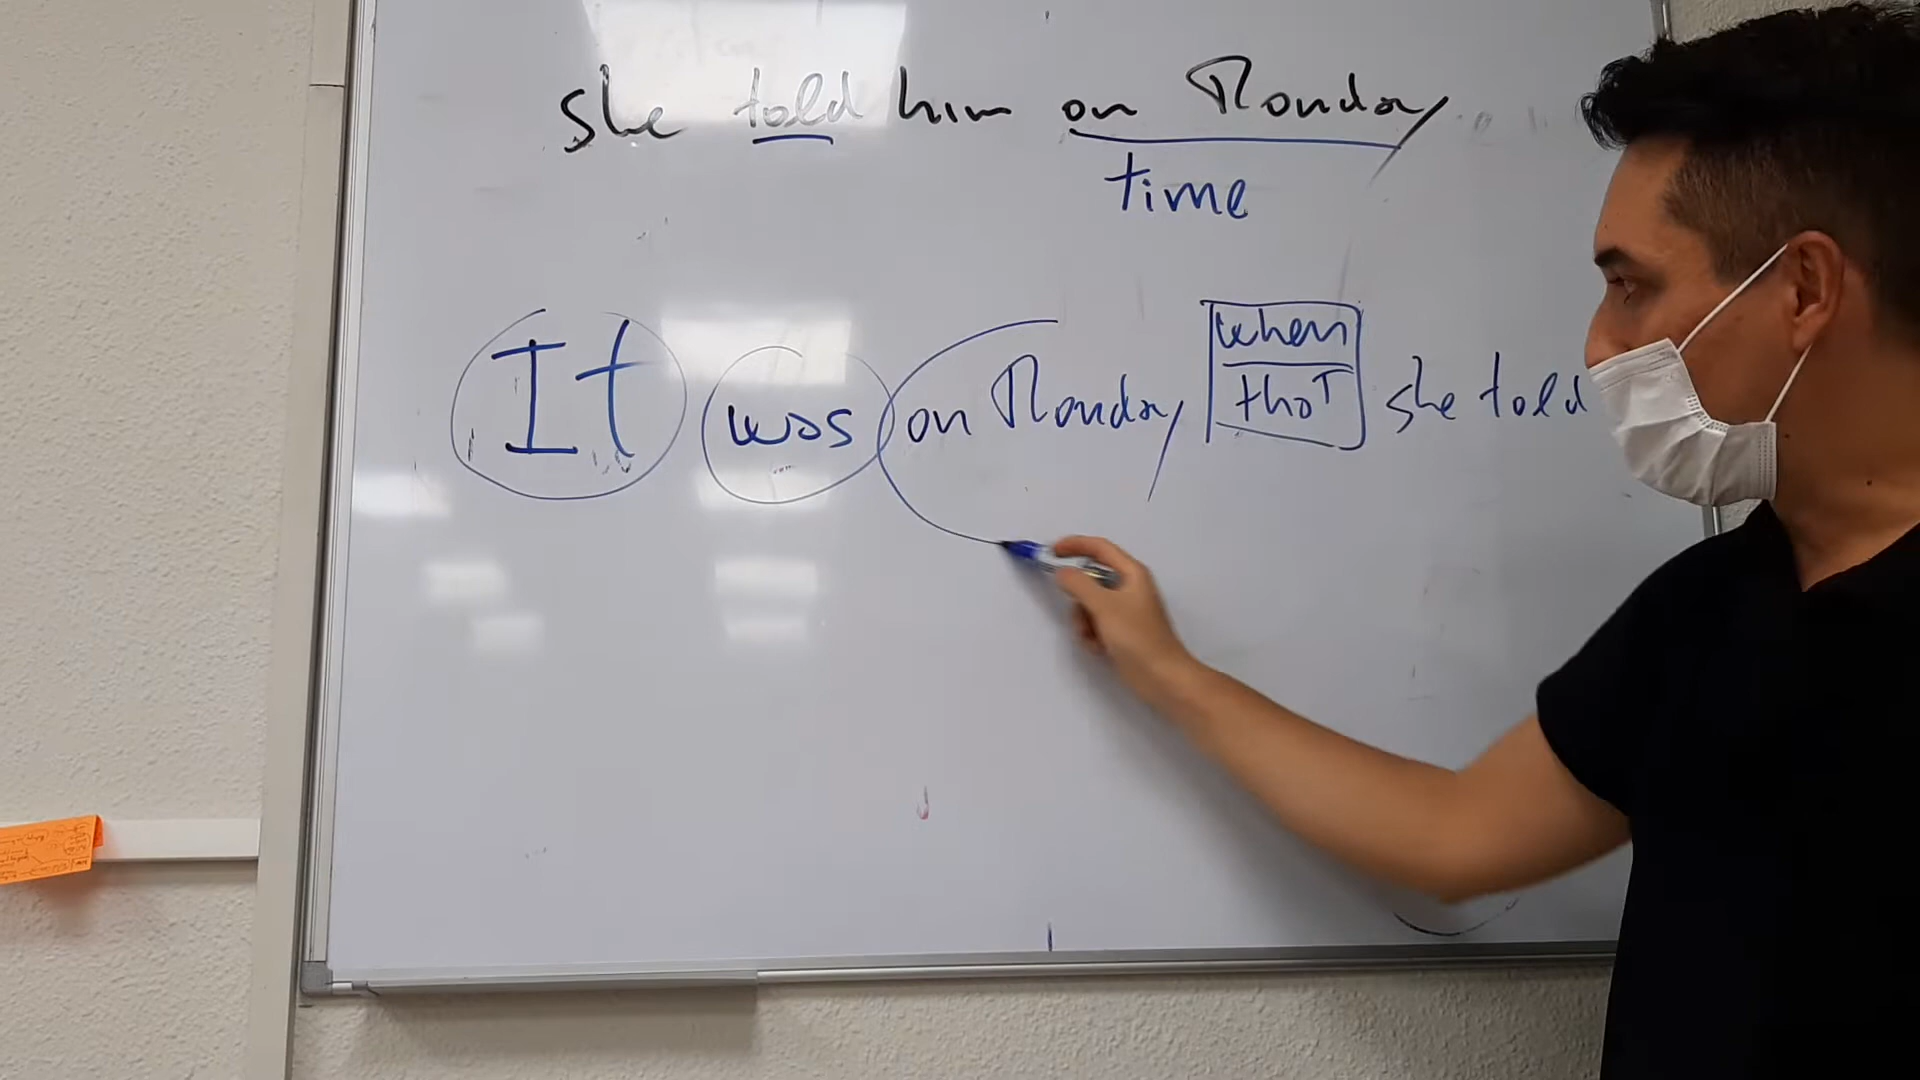 She told him on Monday
time
It was on Monday when she told
that